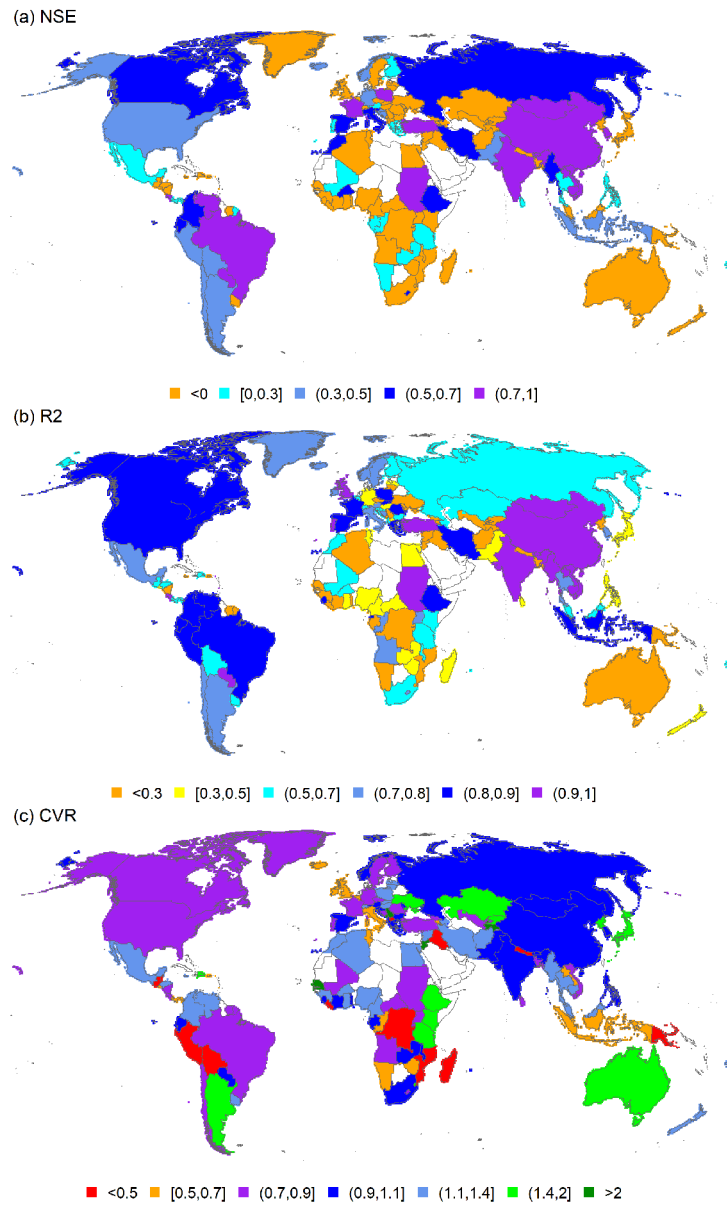 (a) NSE
<0 [0,0.3] (0.3,0.5] (0.5,0.7] (0.7,1]
(b) R2
<0.3 [0.3,0.5] (0.5,0.7] (0.7,0.8] (0.8,0.9] (0.9,1]
(c) CVR
<0.5 [0.5,0.7] (0.7,0.9] (0.9,1.1] (1.1,1.4] (1.4,2] >2